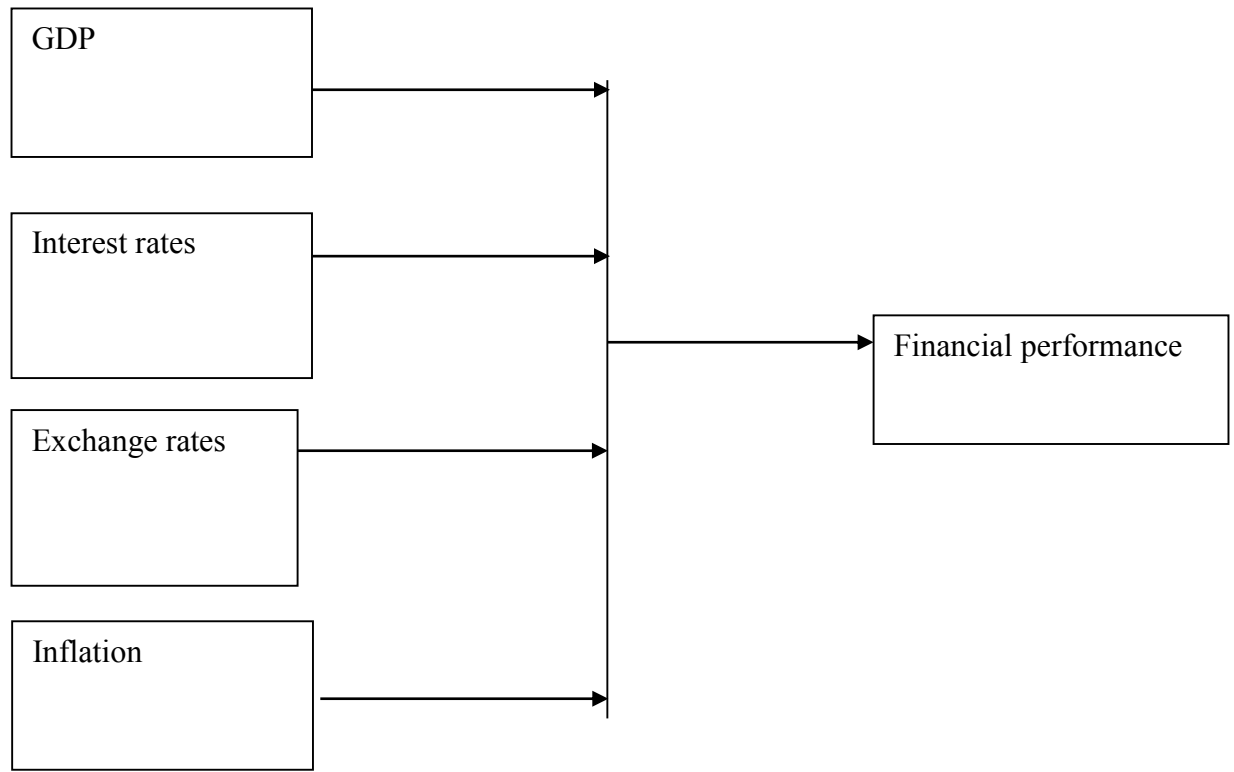 GDP
Interest rates
Financial performance
Exchange rates
Inflation